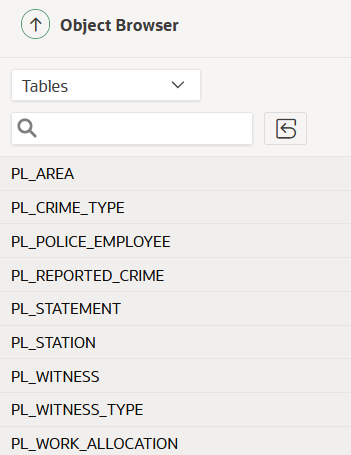 Object Browser
Tables
PL_AREA
PL_CRIME_TYPE
PL_POLICE_EMPLOYEE
PL_REPORTED_CRIME
PL_STATEMENT
PL_STATION
PL_WITNESS
PL_WITNESS_TYPE
PL_WORK_ALLOCATION